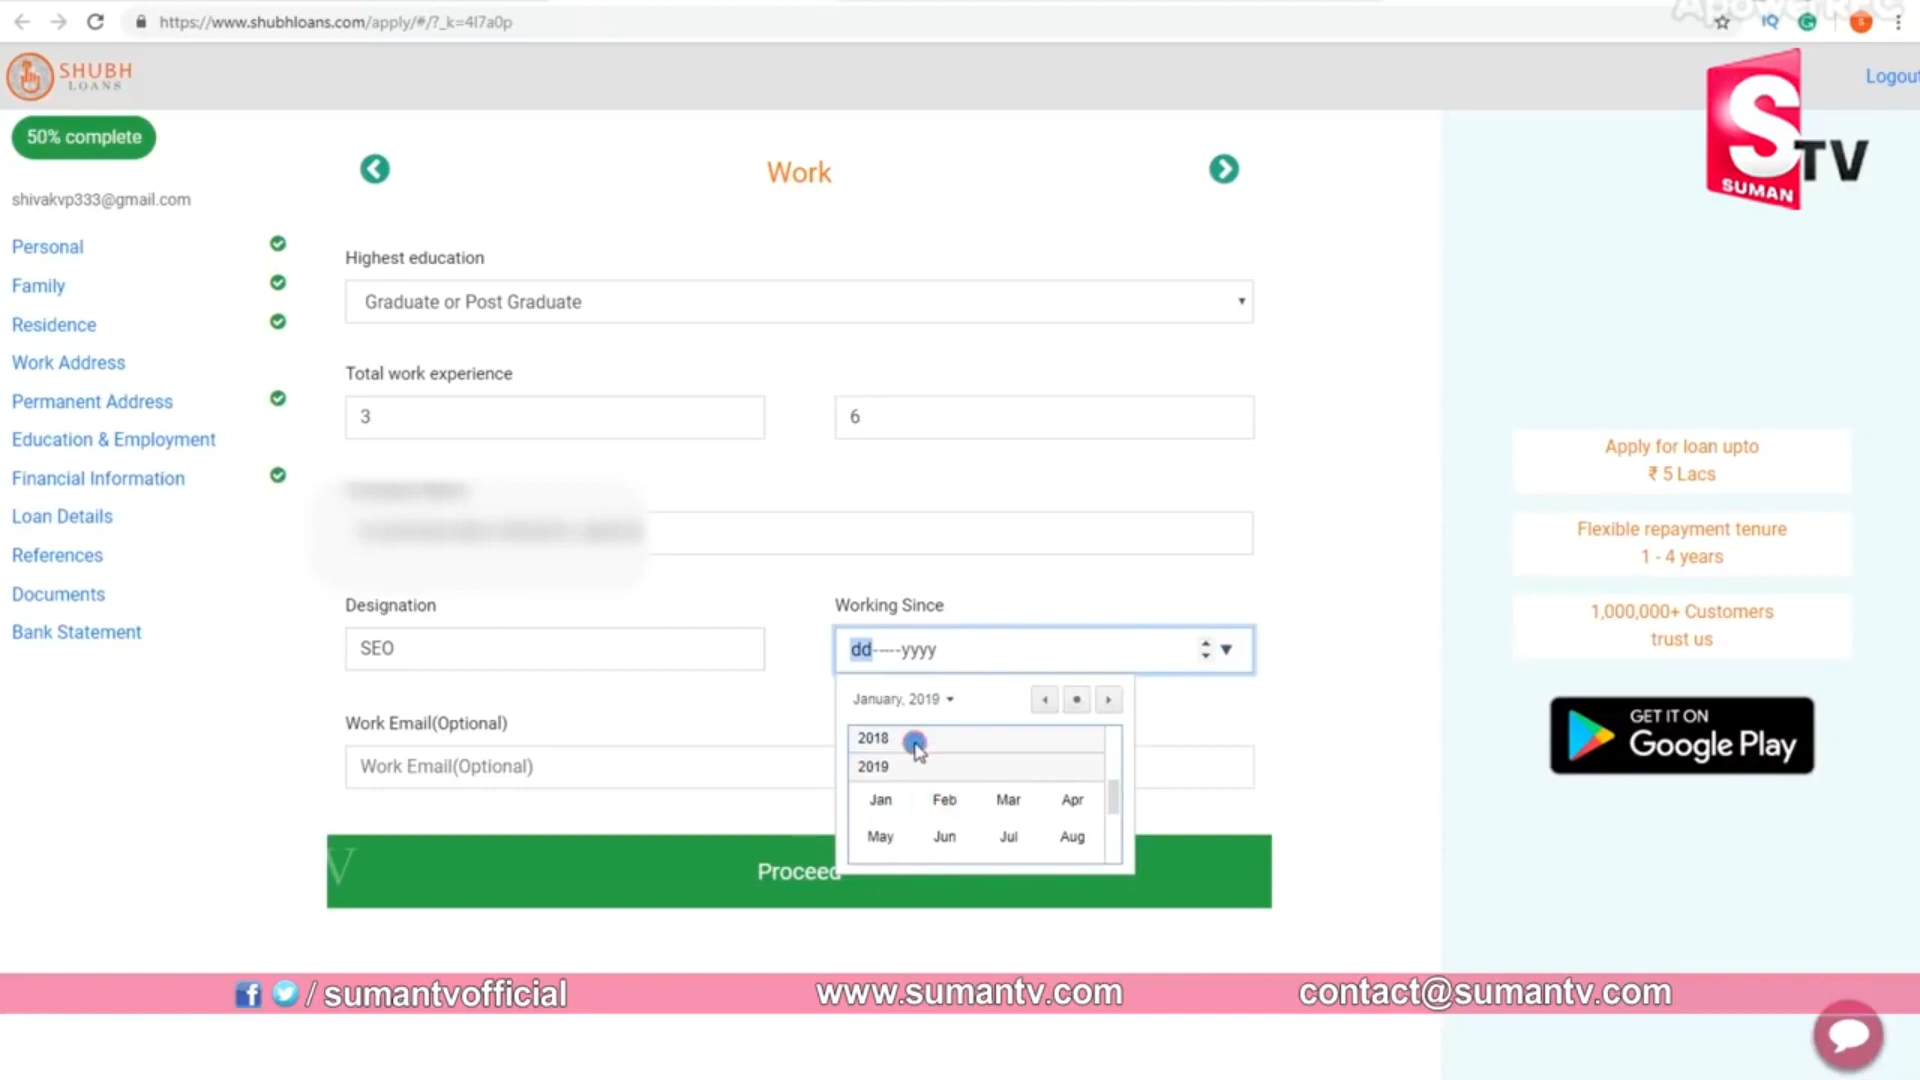 https://www.shubhloans.com/apply/#/?_k=4l7a0p
IQ
SHUBH
LOANS
Logout
S
SUMAN
TV
50% complete
shivakvp333@gmail.com
Personal
Family
Residence
Work Address
Permanent Address
Education & Employment
Financial Information
Loan Details
References
Documents
Bank Statement
Work
Highest education
Graduate or Post Graduate
Total work experience
3
6
Designation
SEO
Working Since
dd-----yyyy
January, 2019
2018
2019
Jan Feb Mar Apr
May Jun Jul Aug
Work Email(Optional)
Work Email(Optional)
Proceed
Apply for loan upto
₹ 5 Lacs
Flexible repayment tenure
1 - 4 years
1,000,000+ Customers
trust us
GET IT ON
Google Play
/ sumantvofficial
www.sumantv.com
contact@sumantv.com